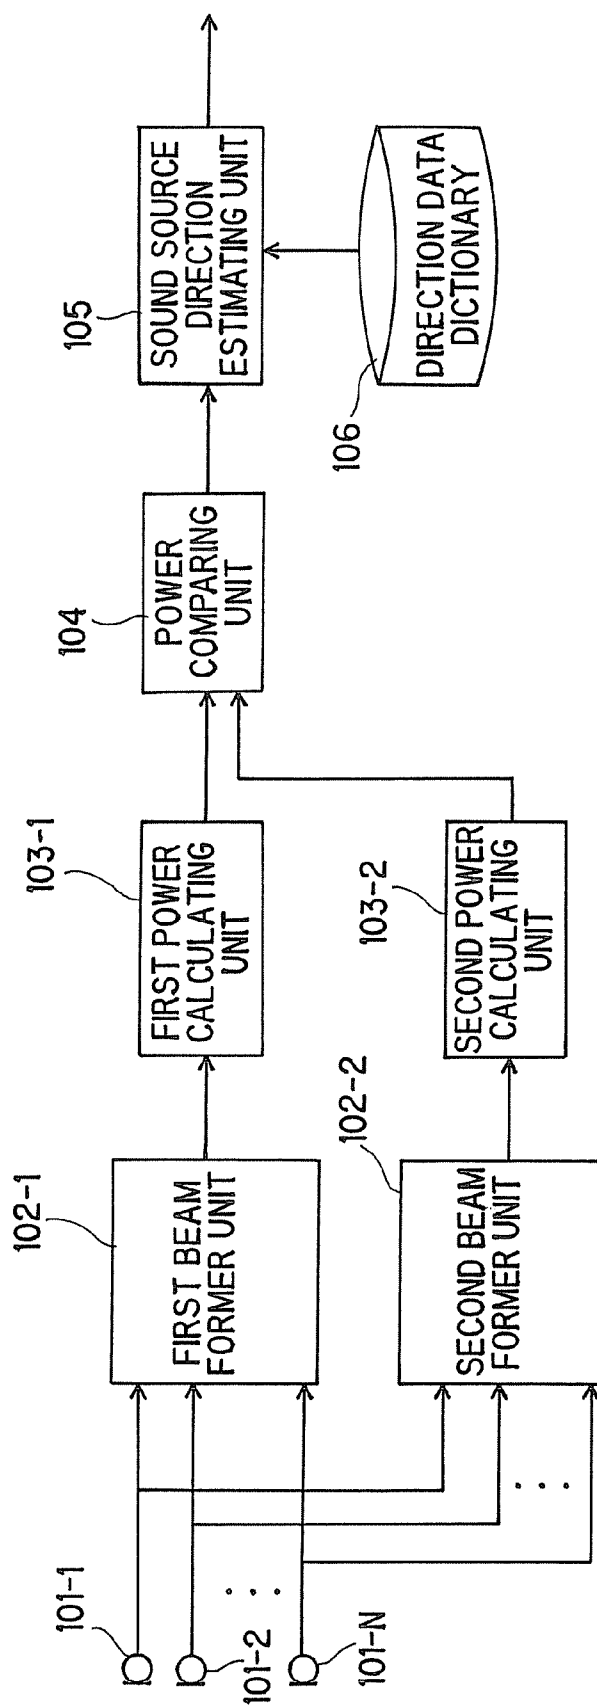 101-1
101-2
101-N
. . .
. . .
102-1
FIRST BEAM
FORMER UNIT
102-2
SECOND BEAM
FORMER UNIT
103-1
FIRST POWER
CALCULATING
UNIT
103-2
SECOND POWER
CALCULATING
UNIT
104
POWER
COMPARING
UNIT
105
SOUND SOURCE
DIRECTION
ESTIMATING UNIT
106
DIRECTION DATA
DICTIONARY